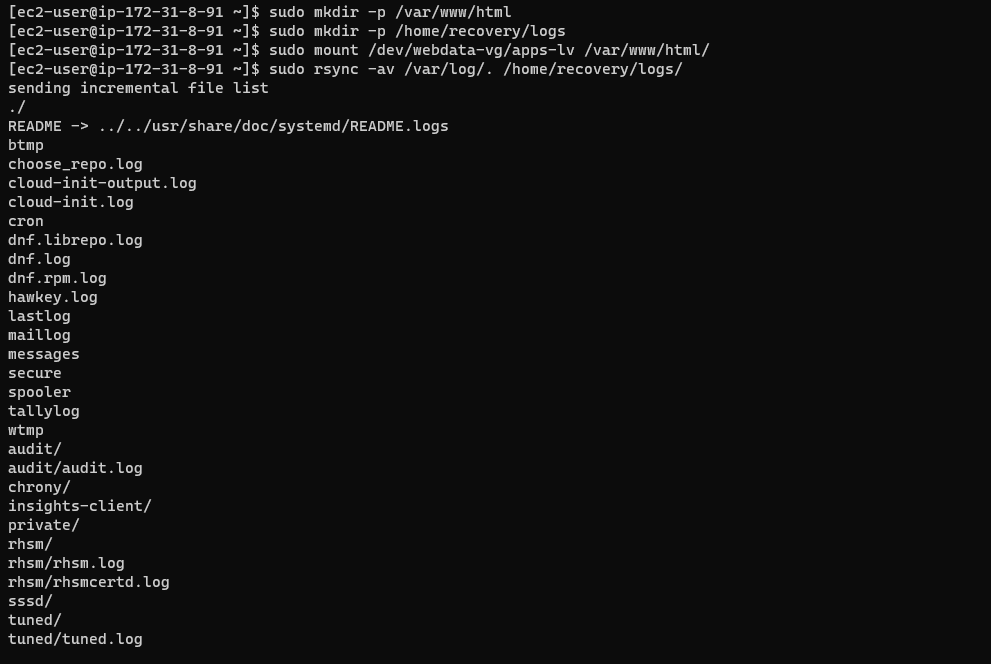 [ec2-user@ip-172-31-8-91 ~]$ sudo mkdir -p /var/www/html
[ec2-user@ip-172-31-8-91 ~]$ sudo mkdir -p /home/recovery/logs
[ec2-user@ip-172-31-8-91 ~]$ sudo mount /dev/webdata-vg/apps-lv /var/www/html/
[ec2-user@ip-172-31-8-91 ~]$ sudo rsync -av /var/log/. /home/recovery/logs/
sending incremental file list
./
README -> ../../usr/share/doc/systemd/README.logs
btmp
choose_repo.log
cloud-init-output.log
cloud-init.log
cron
dnf.librepo.log
dnf.log
dnf.rpm.log
hawkey.log
lastlog
maillog
messages
secure
spooler
tallylog
wtmp
audit/
audit/audit.log
chrony/
insights-client/
private/
rhsm/
rhsm/rhsm.log
rhsm/rhsmcertd.log
sssd/
tuned/
tuned/tuned.log